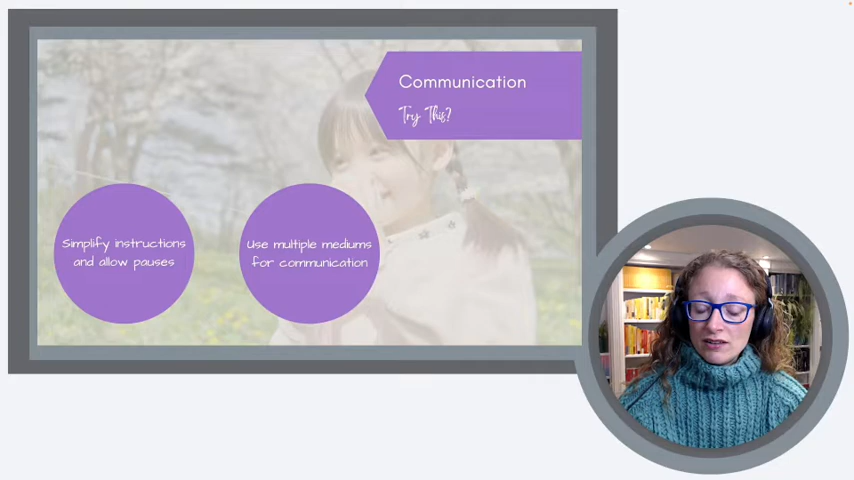 Communication
Try This?
Simplify instructions
and allow pauses
Use multiple mediums
for communication